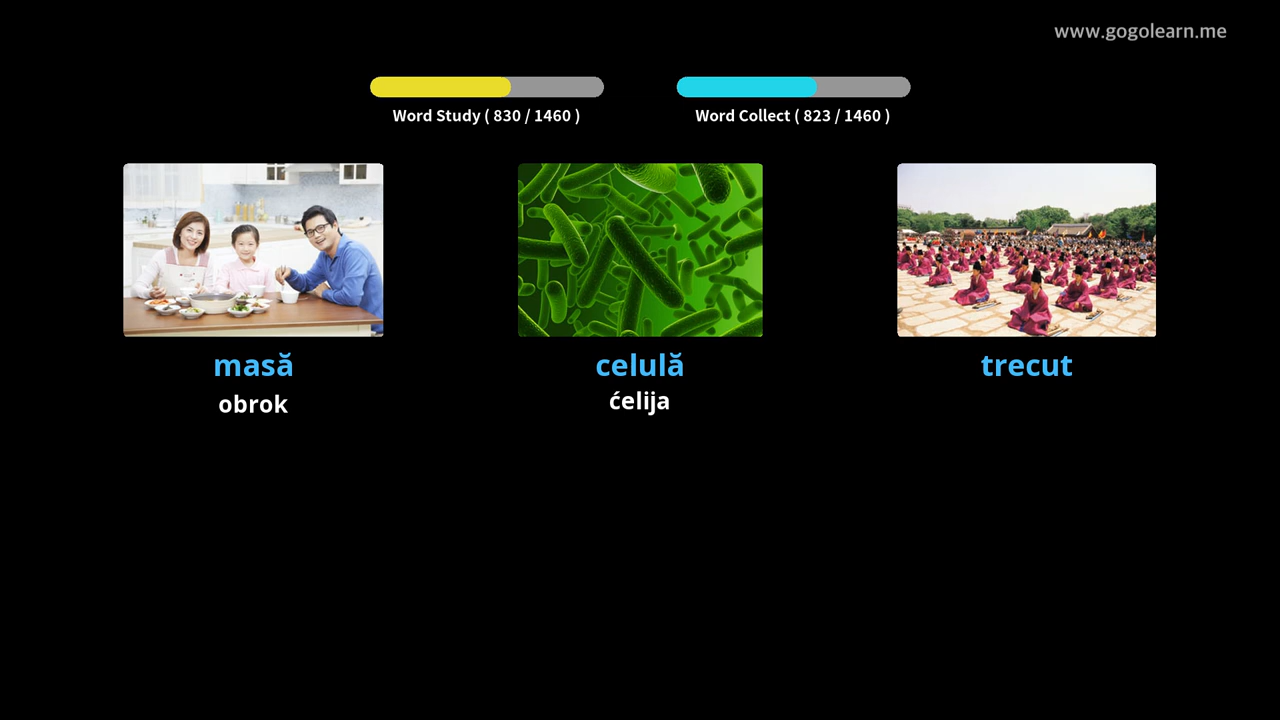 www.gogolearn.me
Word Study ( 830 / 1460 )
Word Collect ( 823 / 1460 )
masă
celulă
trecut
obrok
ćelija